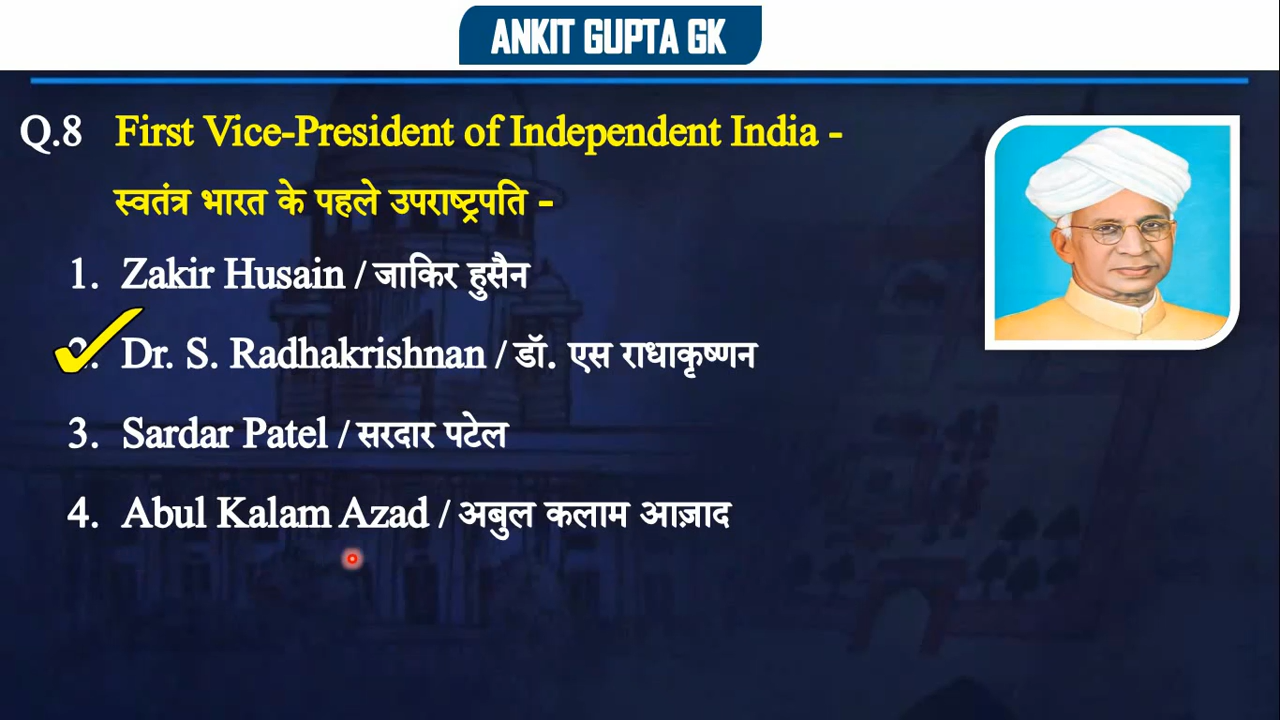 ANKIT GUPTA GK
Q.8 First Vice-President of Independent India -
स्वतंत्र भारत के पहले उपराष्ट्रपति -
1. Zakir Husain / जाकिर हुसैन
2. Dr. S. Radhakrishnan / डॉ. एस राधाकृष्णन
3. Sardar Patel / सरदार पटेल
4. Abul Kalam Azad / अबुल कलाम आज़ाद